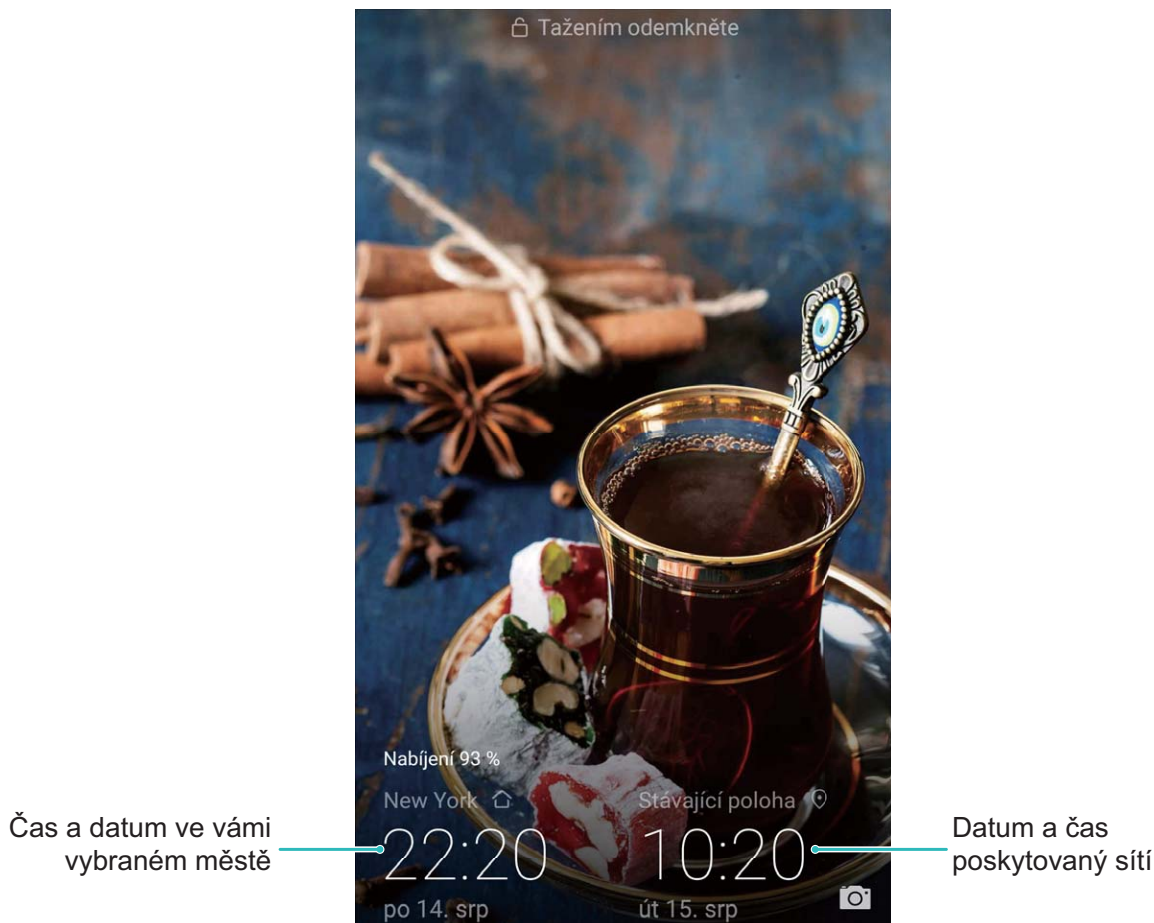 Tažením odemkněte
Nabíjení 93 %
New York
Stávající poloha
22:20
10:20
po 14. srp
út 15. srp
Čas a datum ve vámi
vybraném městě
Datum a čas
poskytovaný sítí